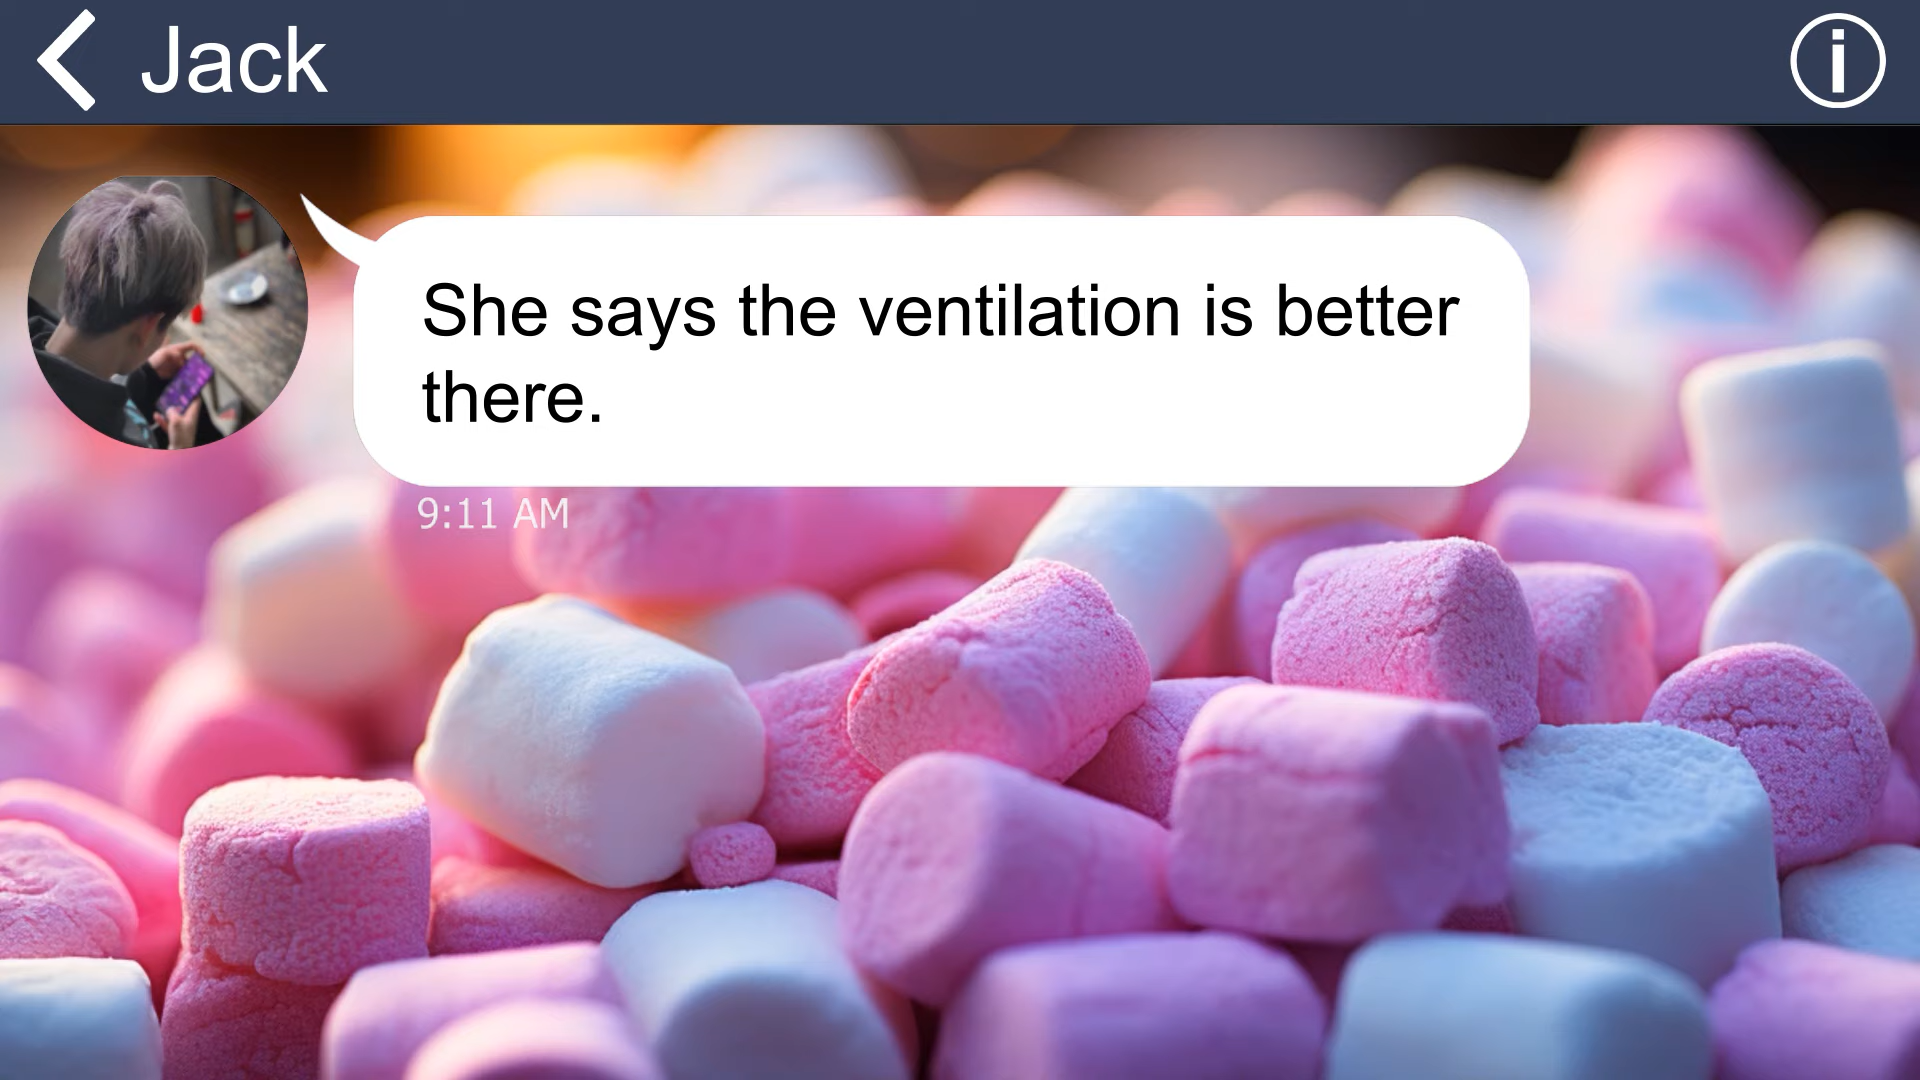 Jack
She says the ventilation is better
there.
9:11 AM